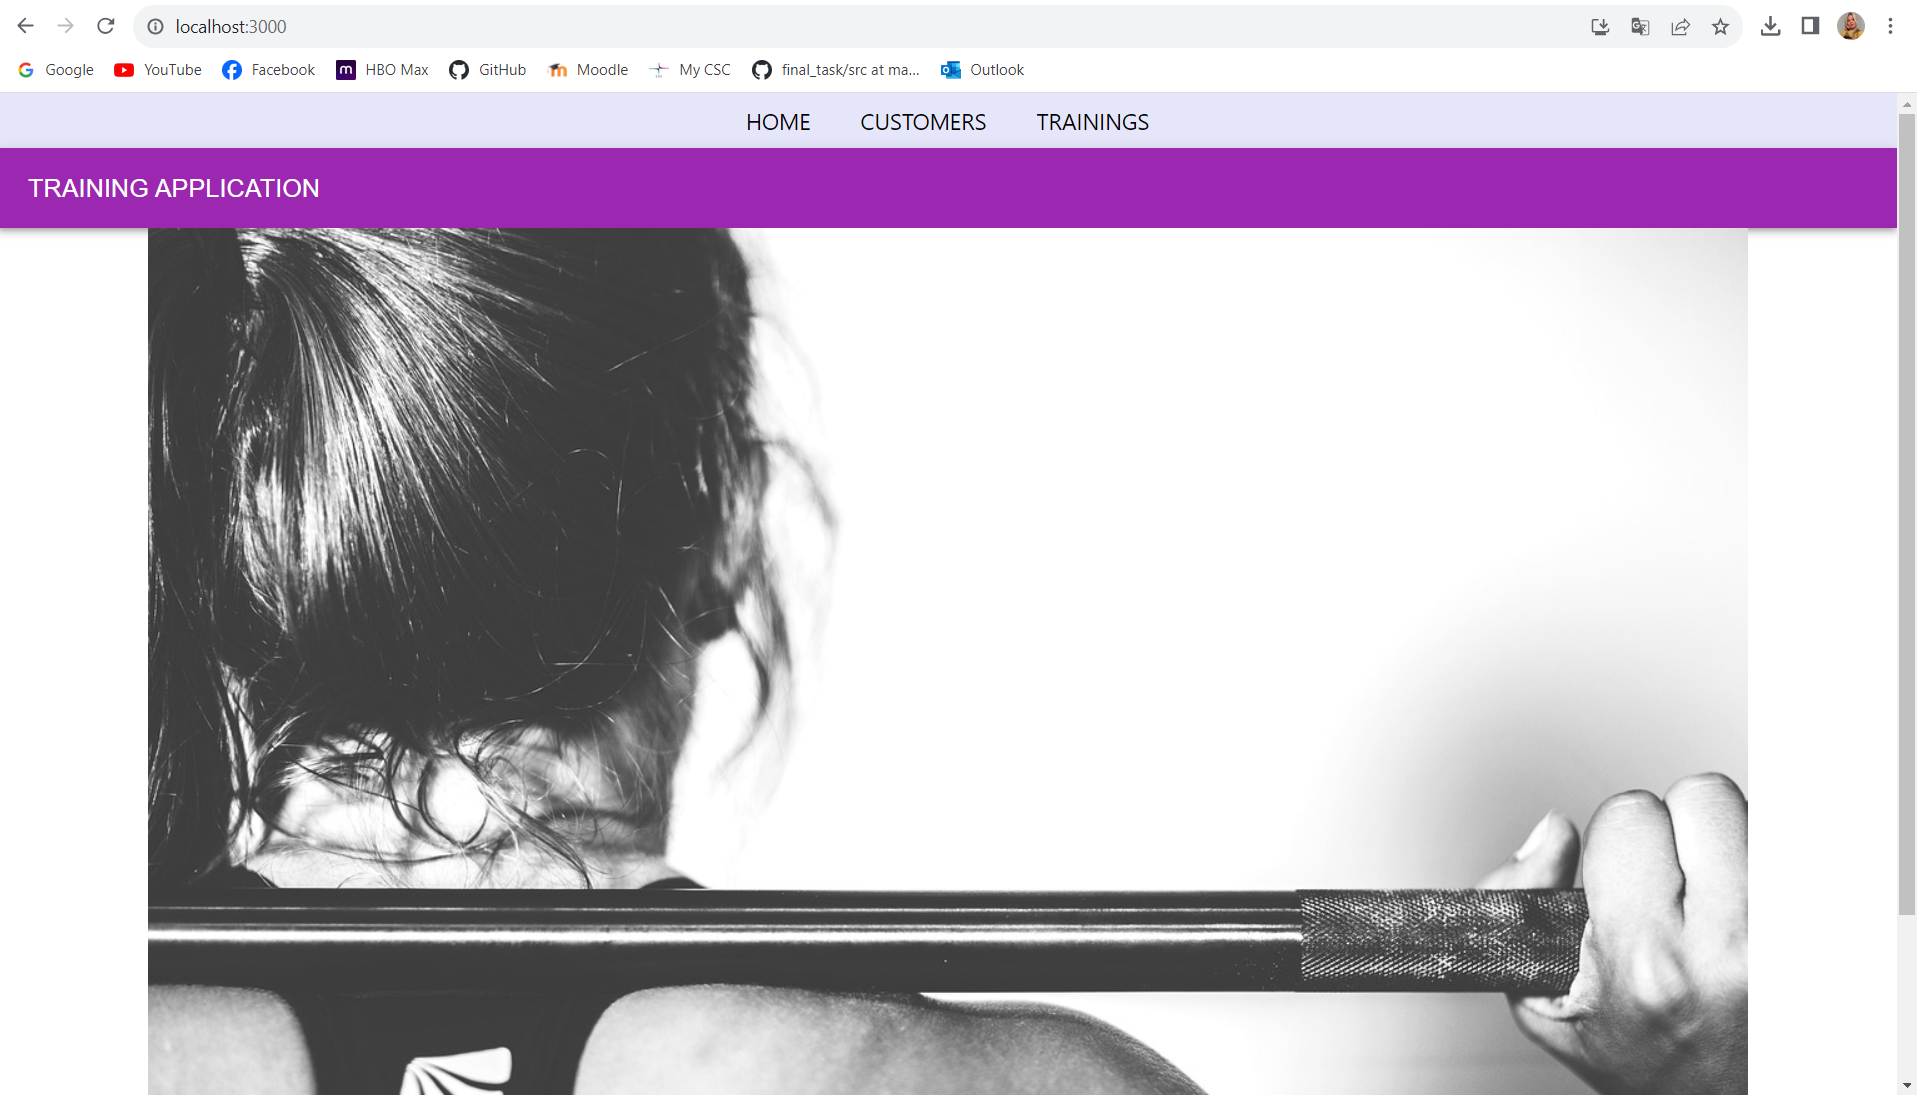 localhost:3000
Google YouTube Facebook HBO Max GitHub Moodle My CSC final_task/src at ma... Outlook
HOME CUSTOMERS TRAININGS
TRAINING APPLICATION